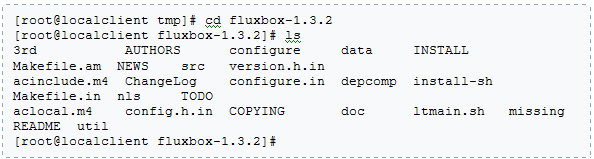 [root@localclient tmp]# cd fluxbox-1.3.2
[root@localclient fluxbox-1.3.2]# ls
3rd AUTHORS configure data INSTALL
Makefile.am NEWS src version.h.in
acinclude.m4 ChangeLog configure.in depcomp install-sh
Makefile.in nls TODO
aclocal.m4 config.h.in COPYING doc ltmain.sh missing
README util
[root@localclient fluxbox-1.3.2]#